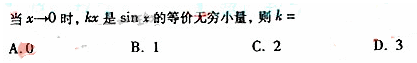 当 x→0 时, kx 是 sin x 的等价无穷小量, 则 k =
A. 0 B. 1 C. 2 D. 3